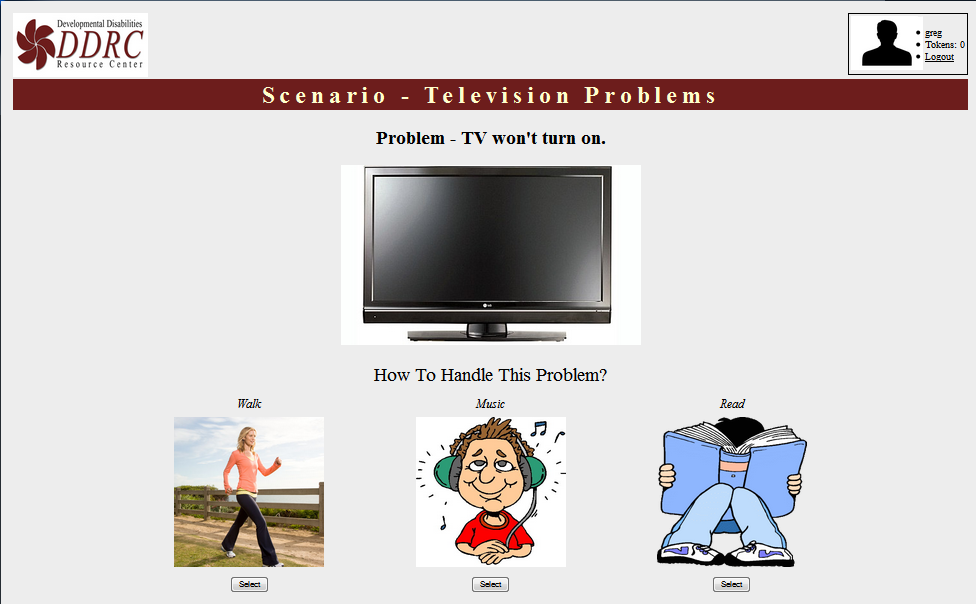 Developmental Disabilities
DDRC
Resource Center
greg
Tokens: 0
Logout
Scenario - Television Problems
Problem - TV won't turn on.
LG
How To Handle This Problem?
Walk
Music
Read
Select
Select
Select